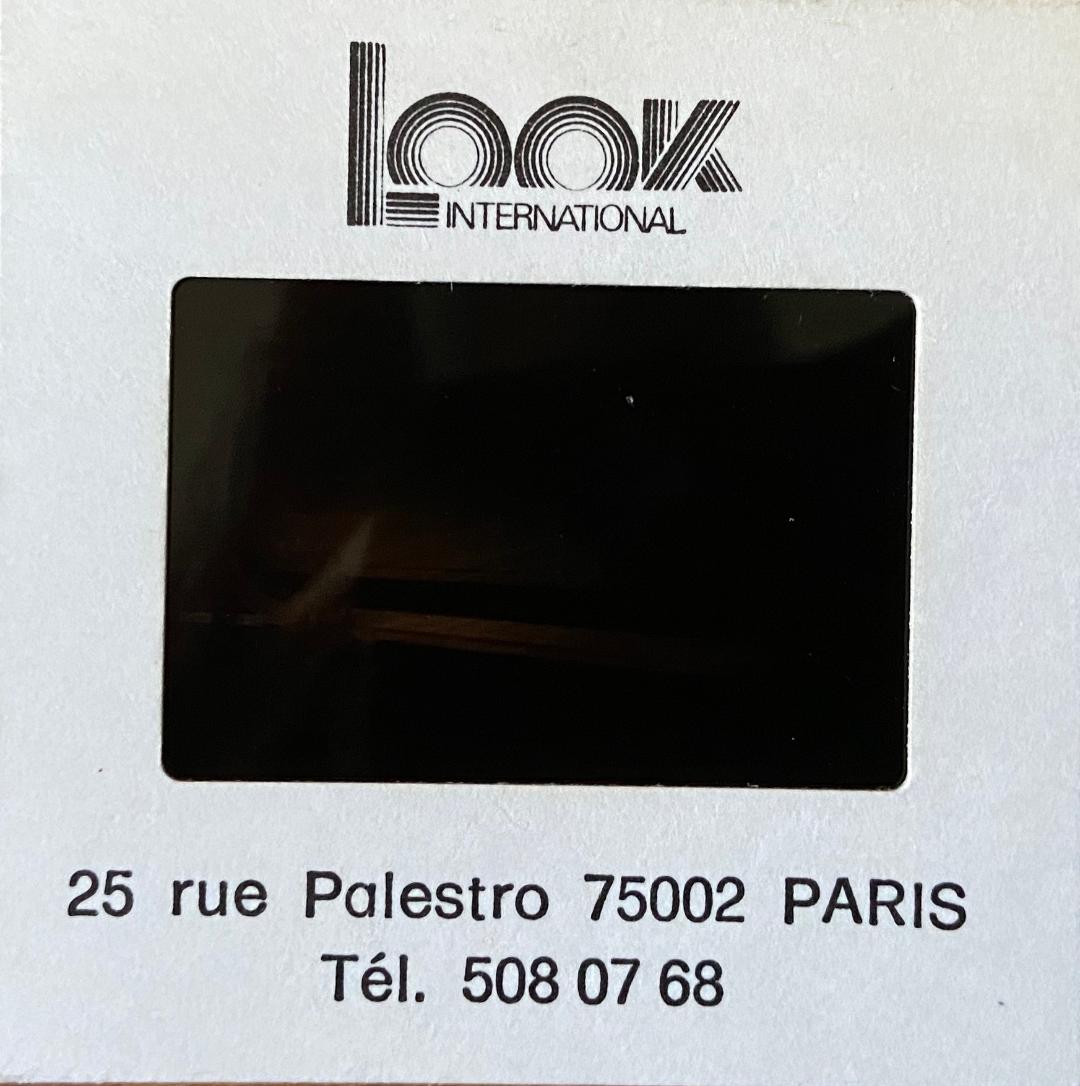 Look
INTERNATIONAL
25 rue Palestro 75002 PARIS
Tél. 508 07 68